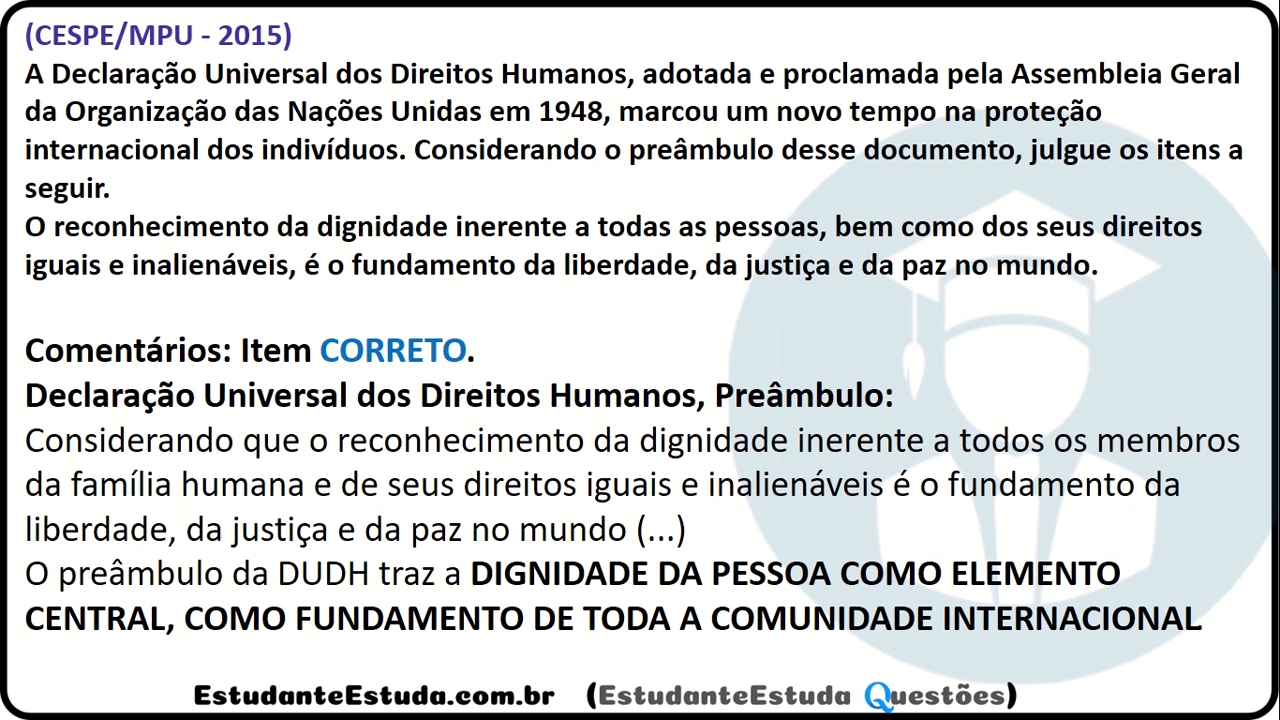 (CESPE/MPU - 2015)
A Declaração Universal dos Direitos Humanos, adotada e proclamada pela Assembleia Geral
da Organização das Nações Unidas em 1948, marcou um novo tempo na proteção
internacional dos indivíduos. Considerando o preâmbulo desse documento, julgue os itens a
seguir.
O reconhecimento da dignidade inerente a todas as pessoas, bem como dos seus direitos
iguais e inalienáveis, é o fundamento da liberdade, da justiça e da paz no mundo.
Comentários: Item CORRETO.
Declaração Universal dos Direitos Humanos, Preâmbulo:
Considerando que o reconhecimento da dignidade inerente a todos os membros
da família humana e de seus direitos iguais e inalienáveis é o fundamento da
liberdade, da justiça e da paz no mundo (...)
O preâmbulo da DUDH traz a DIGNIDADE DA PESSOA COMO ELEMENTO
CENTRAL, COMO FUNDAMENTO DE TODA A COMUNIDADE INTERNACIONAL
EstudanteEstuda.com.br (EstudanteEstuda Questões)